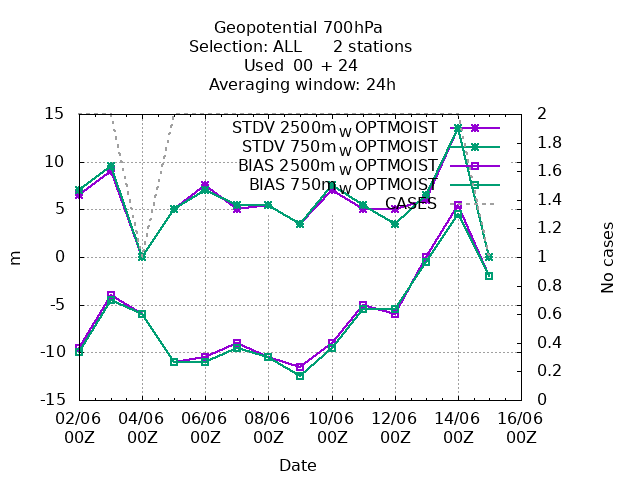 Geopotential 700hPa
Selection: ALL 2 stations
Used 00 + 24
Averaging window: 24h
STDV 2500m_W OPTMOIST
STDV 750m_W OPTMOIST
BIAS 2500m_W OPTMOIST
BIAS 750m_W OPTMOIST
CASES
15
10
5
0
-5
-10
-15
m
2
1.8
1.6
1.4
1.2
1
0.8
0.6
0.4
0.2
0
No cases
02/06 04/06 06/06 08/06 10/06 12/06 14/06 16/06
00Z 00Z 00Z 00Z 00Z 00Z 00Z 00Z
Date